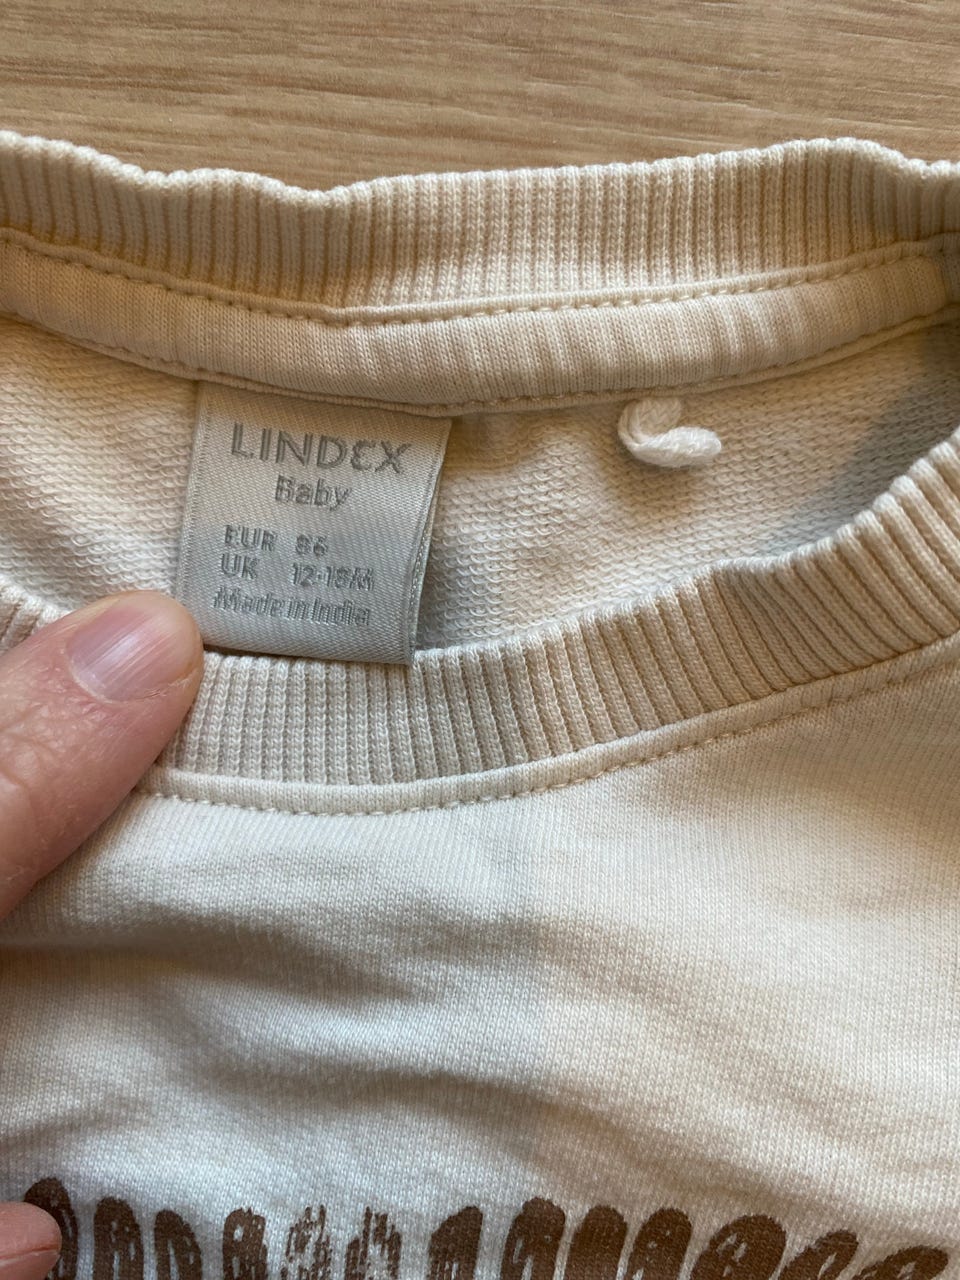 LINDEX
Baby
EUR 86
UK 12-18M
Made in India